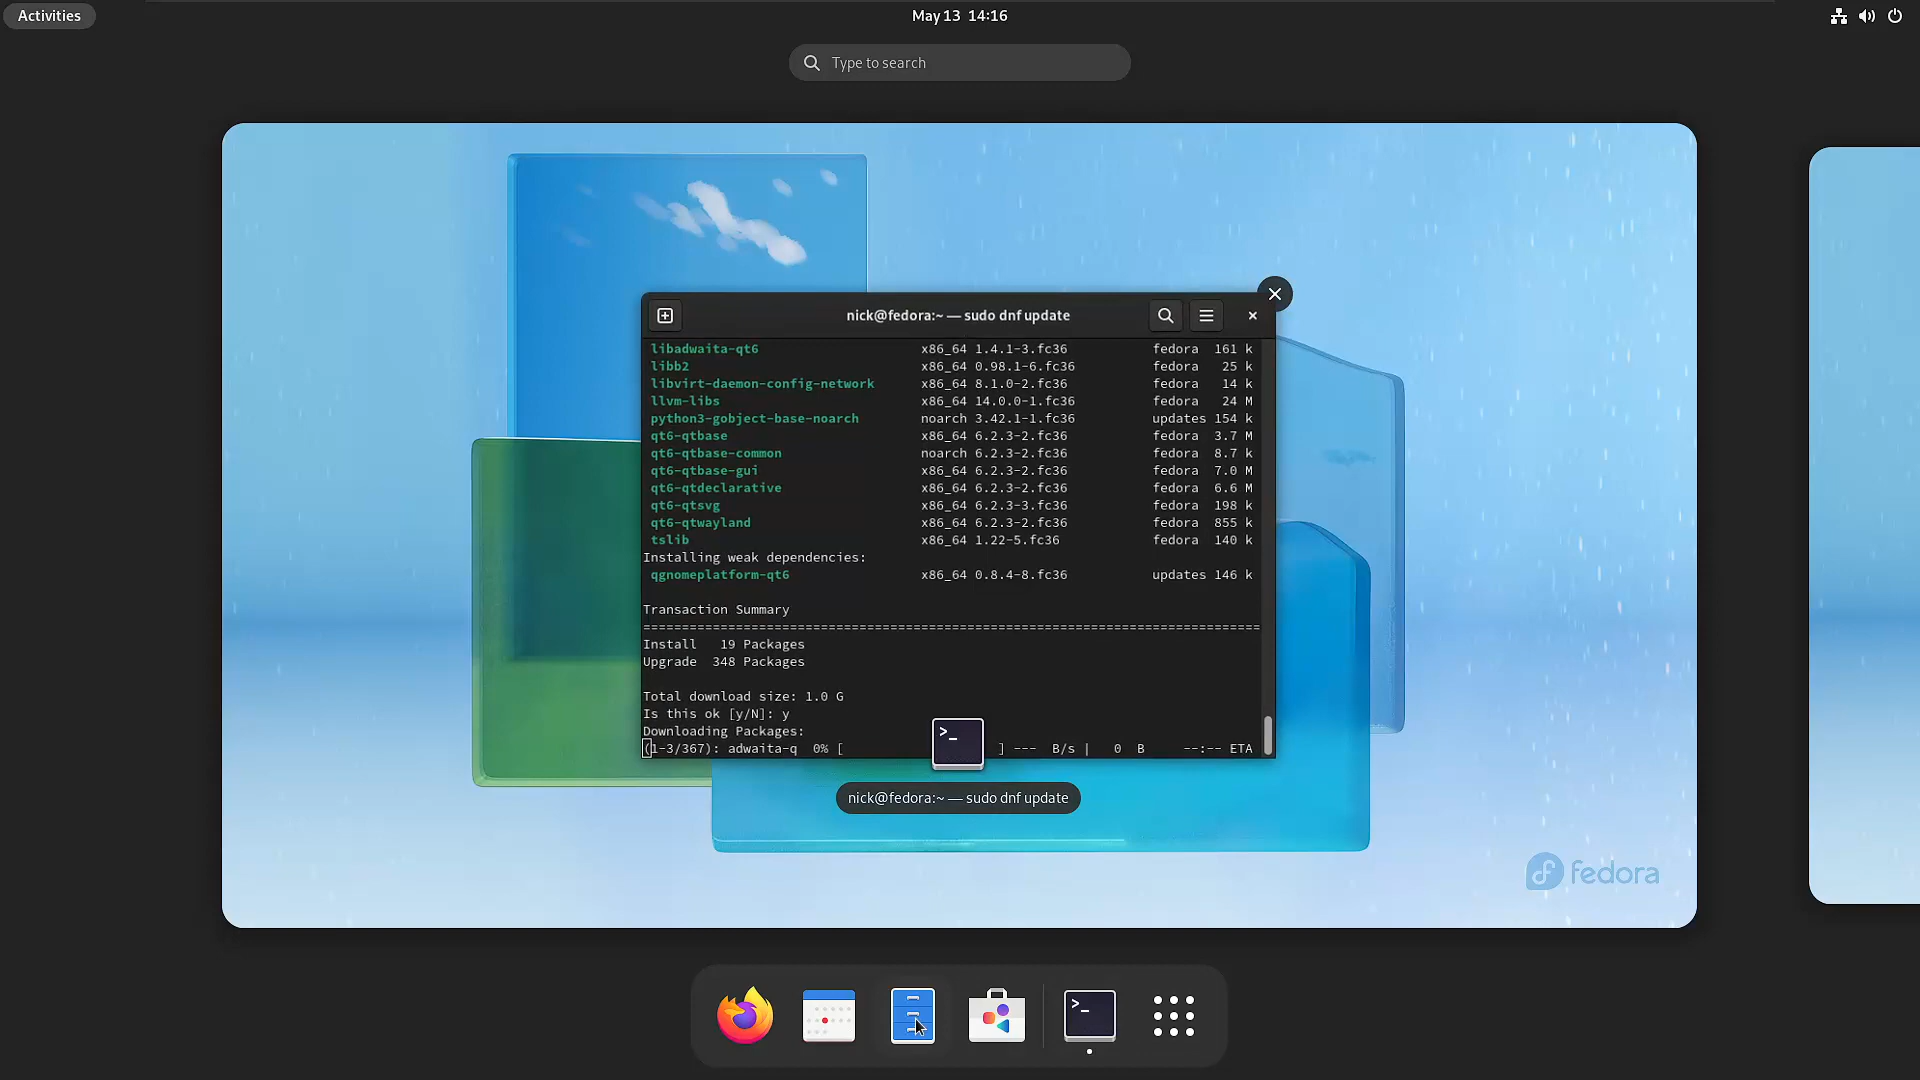 Activities
May 13 14:16
Type to search
nick@fedora:~ — sudo dnf update
libadwaita-qt6 x86_64 1.4.1-3.fc36 fedora 161 k
libb2 x86_64 0.98.1-6.fc36 fedora 25 k
libvirt-daemon-config-network x86_64 8.1.0-2.fc36 fedora 14 k
llvm-libs x86_64 14.0.0-1.fc36 fedora 24 M
python3-gobject-base-noarch noarch 3.42.1-1.fc36 updates 154 k
qt6-qtbase x86_64 6.2.3-2.fc36 fedora 3.7 M
qt6-qtbase-common noarch 6.2.3-2.fc36 fedora 8.7 k
qt6-qtbase-gui x86_64 6.2.3-2.fc36 fedora 7.0 M
qt6-qtdeclarative x86_64 6.2.3-2.fc36 fedora 6.6 M
qt6-qtsvg x86_64 6.2.3-3.fc36 fedora 198 k
qt6-qtwayland x86_64 6.2.3-2.fc36 fedora 855 k
tslib x86_64 1.22-5.fc36 fedora 140 k
Installing weak dependencies:
qgnomeplatform-qt6 x86_64 0.8.4-8.fc36 updates 146 k
Transaction Summary
================================================================================
Install 19 Packages
Upgrade 348 Packages
Total download size: 1.0 G
Is this ok [y/N]: y
Downloading Packages:
(1-3/367): adwaita-q 0% [ ] --- B/s | 0 B --:-- ETA
>_
nick@fedora:~ — sudo dnf update
fedora
>_